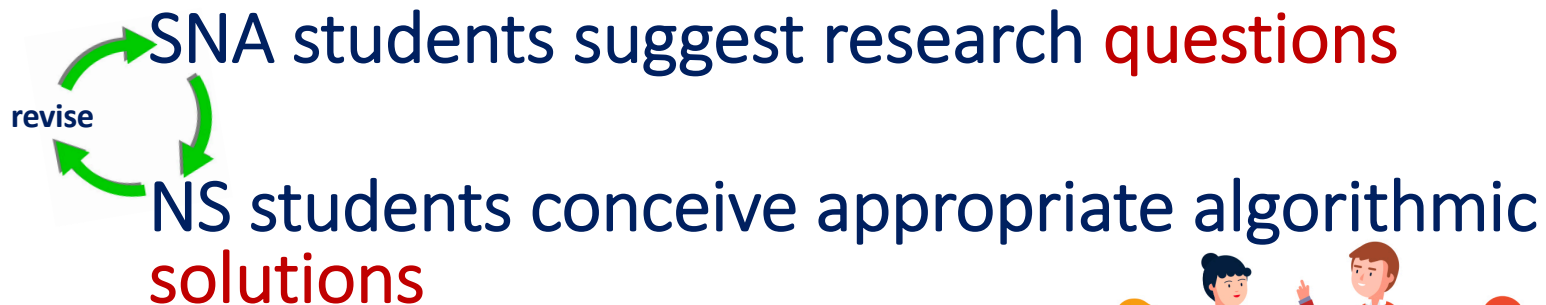 SNA students suggest research questions
revise
NS students conceive appropriate algorithmic
solutions